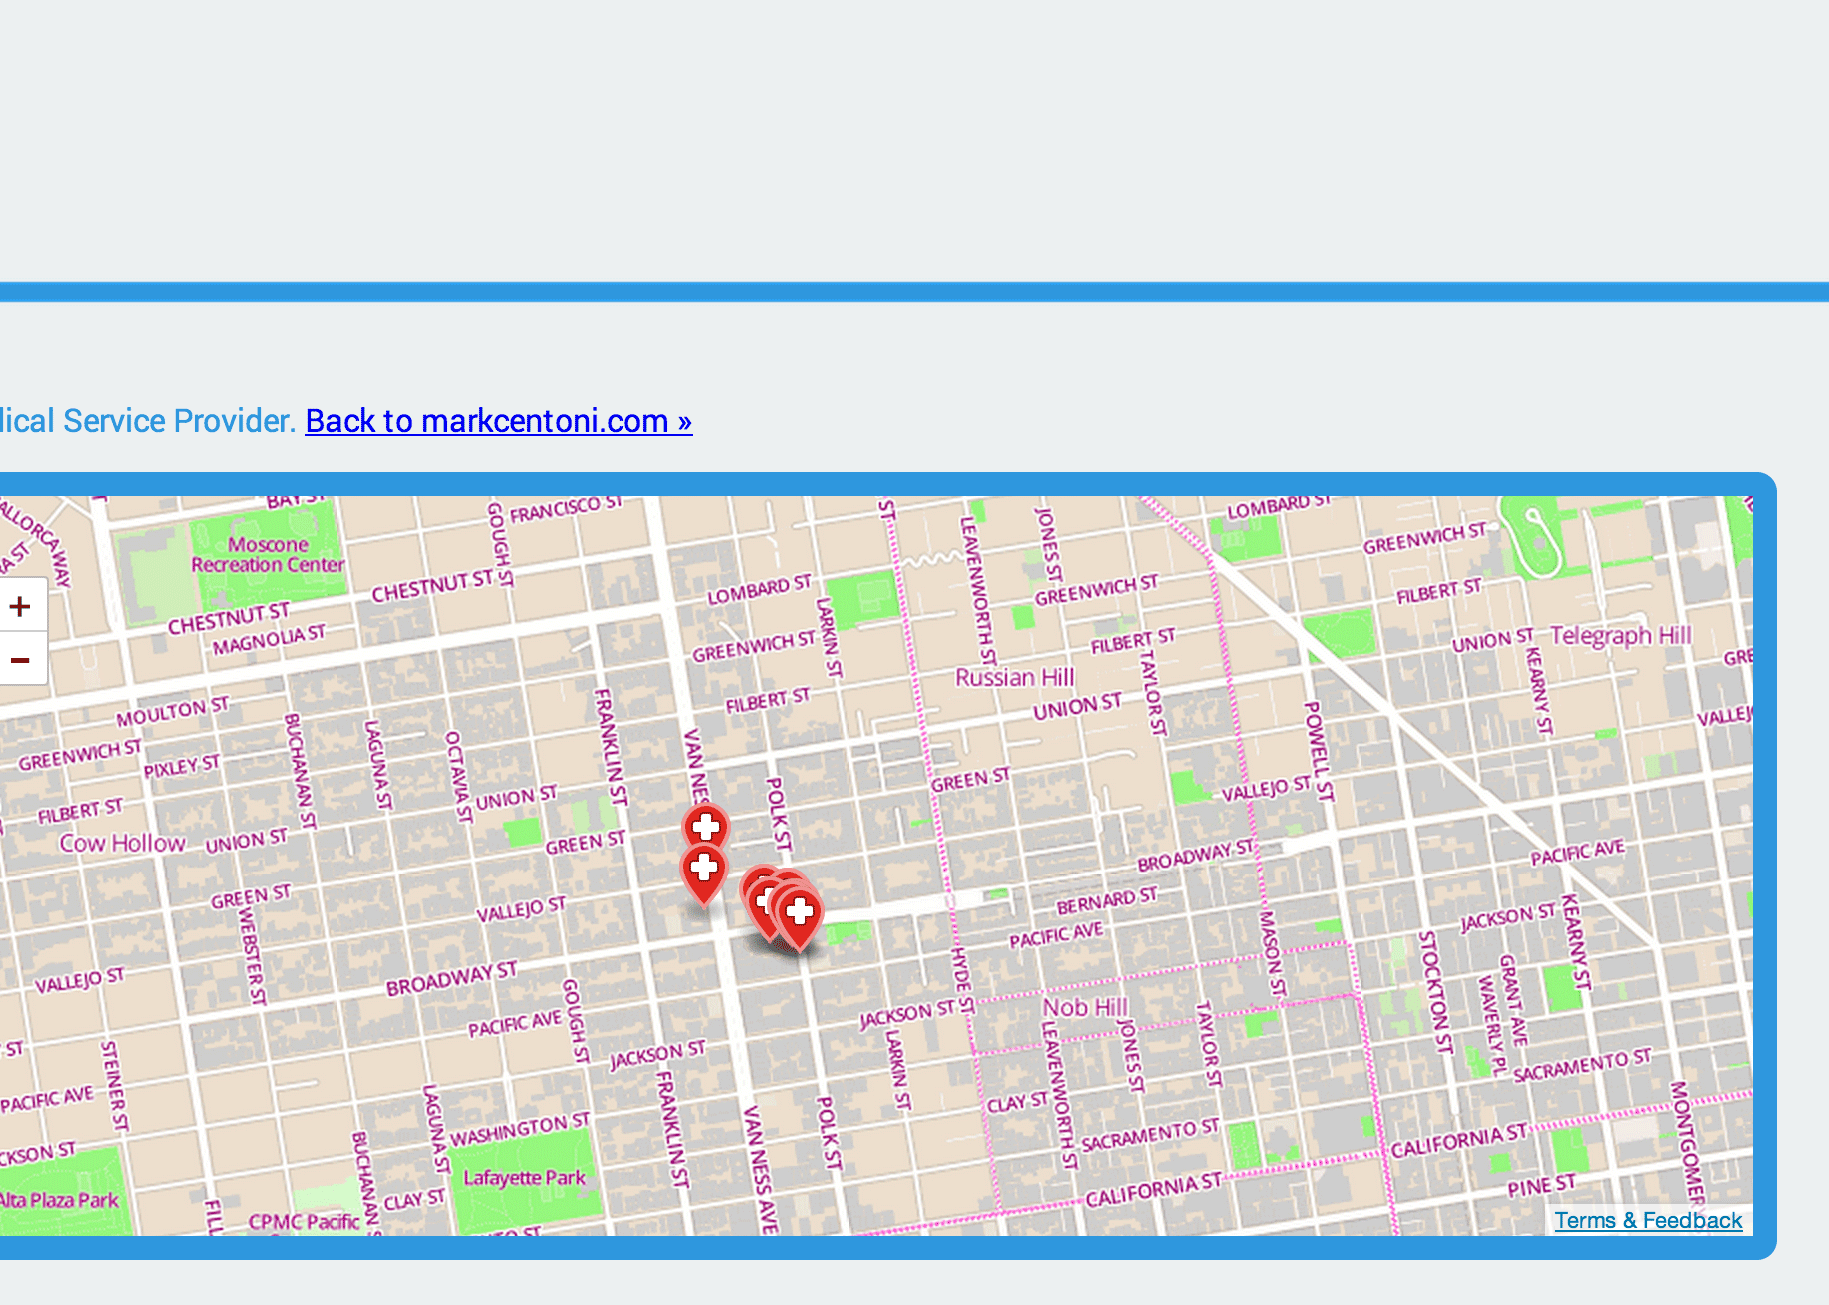 dical Service Provider. Back to markcentoni.com »
BAY ST
FRANCISCO ST
GOUGH ST
ST
LEAVENWORTH ST
JONES ST
LOMBARD ST
GREENWICH ST
Moscone
Recreation Center
CHESTNUT ST
CHESTNUT ST
MAGNOLIA ST
+
−
LOMBARD ST
LARKIN ST
GREENWICH ST
GREENWICH ST
FILBERT ST
FILBERT ST
TAYLOR ST
UNION ST
KEARNY ST
Telegraph Hill
Russian Hill
UNION ST
FILBERT ST
MOULTON ST
GREENWICH ST
PIXLEY ST
BUCHANAN ST
LAGUNA ST
OCTAVIA ST
FRANKLIN ST
VAN NES
POLK ST
GREEN ST
VALLEJO ST
POWELL ST
FILBERT ST
Cow Hollow
UNION ST
UNION ST
GREEN ST
BROADWAY ST
PACIFIC AVE
GREEN ST
WEBSTER ST
VALLEJO ST
BERNARD ST
PACIFIC AVE
MASON ST
JACKSON ST
KEARNY ST
STOCKTON ST
GRANT AVE
WAVERLY PL
VALLEJO ST
BROADWAY ST
GOUGH ST
PACIFIC AVE
HYDE ST
JACKSON ST
Nob Hill
LARKIN ST
LEAVENWORTH ST
JONES ST
TAYLOR ST
JACKSON ST
SACRAMENTO ST
ST
STEINER ST
PACIFIC AVE
LAGUNA ST
FRANKLIN ST
VAN NESS AVE
POLK ST
CLAY ST
WASHINGTON ST
SACRAMENTO ST
CALIFORNIA ST
MONTGOMER
CKSON ST
BUCHANAN S
Alta Plaza Park
Lafayette Park
CLAY ST
CALIFORNIA ST
PINE ST
FILL
CPMC Pacific
Terms & Feedback